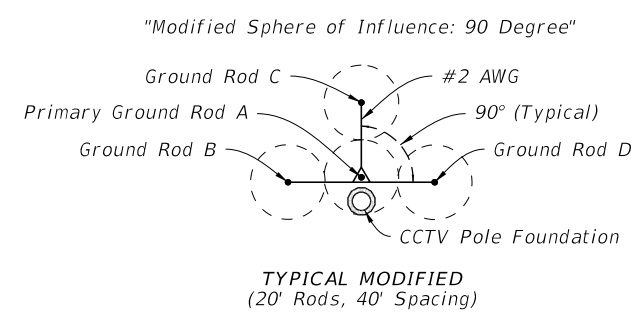 "Modified Sphere of Influence: 90 Degree"
Ground Rod C
#2 AWG
Primary Ground Rod A
90° (Typical)
Ground Rod B
Ground Rod D
CCTV Pole Foundation
TYPICAL MODIFIED
(20' Rods, 40' Spacing)